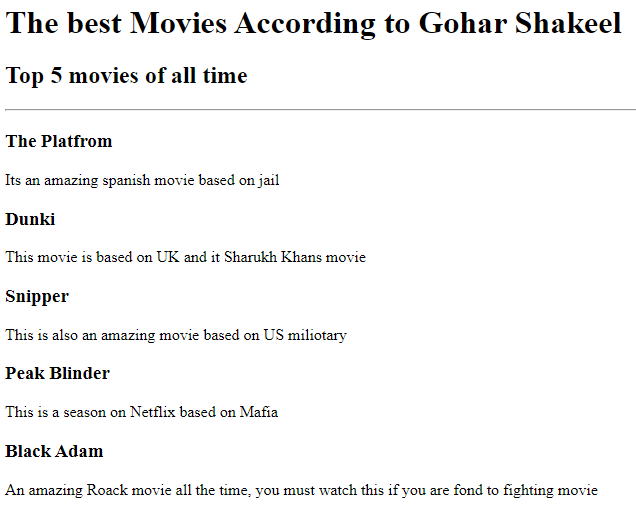 The best Movies According to Gohar Shakeel
Top 5 movies of all time
The Platfrom
Its an amazing spanish movie based on jail
Dunki
This movie is based on UK and it Sharukh Khans movie
Snipper
This is also an amazing movie based on US miliotary
Peak Blinder
This is a season on Netflix based on Mafia
Black Adam
An amazing Roack movie all the time, you must watch this if you are fond to fighting movie